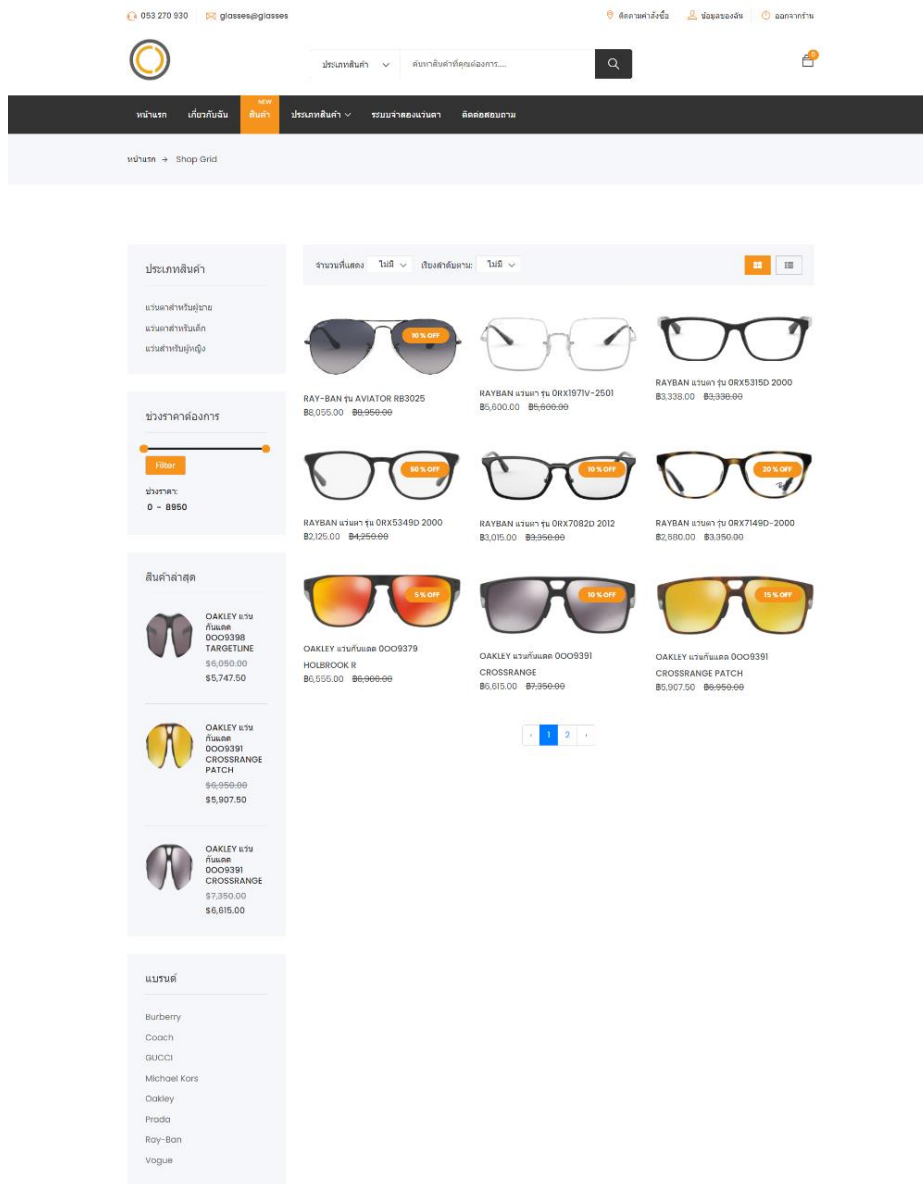 053 270 930
glasses@glasses
ติดตามคำสั่งซื้อ
ข้อมูลของฉัน
ออกจากร้าน
ประเภทสินค้า
ค้นหาสินค้าที่คุณต้องการ....
0
หน้าแรก
เกี่ยวกับฉัน
NEW
สินค้า
ประเภทสินค้า
ระบบจำลองแว่นตา
ติดต่อสอบถาม
หน้าแรก → Shop Grid
ประเภทสินค้า
แว่นตาสำหรับผู้ชาย
แว่นตาสำหรับเด็ก
แว่นสำหรับผู้หญิง
ช่วงราคาต้องการ
Filter
ช่วงราคา:
0 - 8950
สินค้าล่าสุด
OAKLEY แว่น
กันแดด
0OO9398
TARGETLINE
$6,050.00
$5,747.50
OAKLEY แว่น
กันแดด
0OO9391
CROSSRANGE
PATCH
$6,950.00
$5,907.50
OAKLEY แว่น
กันแดด
0OO9391
CROSSRANGE
$7,350.00
$6,615.00
แบรนด์
Burberry
Coach
GUCCI
Michael Kors
Oakley
Prada
Ray-Ban
Vogue
จำนวนที่แสดง ไม่มี เรียงลำดับตาม: ไม่มี
10 % OFF
RAY-BAN รุ่น AVIATOR RB3025
฿8,055.00 ฿8,950.00
RAYBAN แว่นตา รุ่น 0RX1971V-2501
฿5,600.00 ฿5,600.00
RAYBAN แว่นตา รุ่น 0RX5315D 2000
฿3,338.00 ฿3,338.00
50 % OFF
RAYBAN แว่นตา รุ่น 0RX5349D 2000
฿2,125.00 ฿4,250.00
10 % OFF
RAYBAN แว่นตา รุ่น 0RX7082D 2012
฿3,015.00 ฿3,350.00
20 % OFF
RAYBAN แว่นตา รุ่น 0RX7149D-2000
฿2,680.00 ฿3,350.00
5 % OFF
OAKLEY แว่นกันแดด 0OO9379
HOLBROOK R
฿6,555.00 ฿6,900.00
10 % OFF
OAKLEY แว่นกันแดด 0OO9391
CROSSRANGE
฿6,615.00 ฿7,350.00
15 % OFF
OAKLEY แว่นกันแดด 0OO9391
CROSSRANGE PATCH
฿5,907.50 ฿6,950.00
‹ 1 2 ›